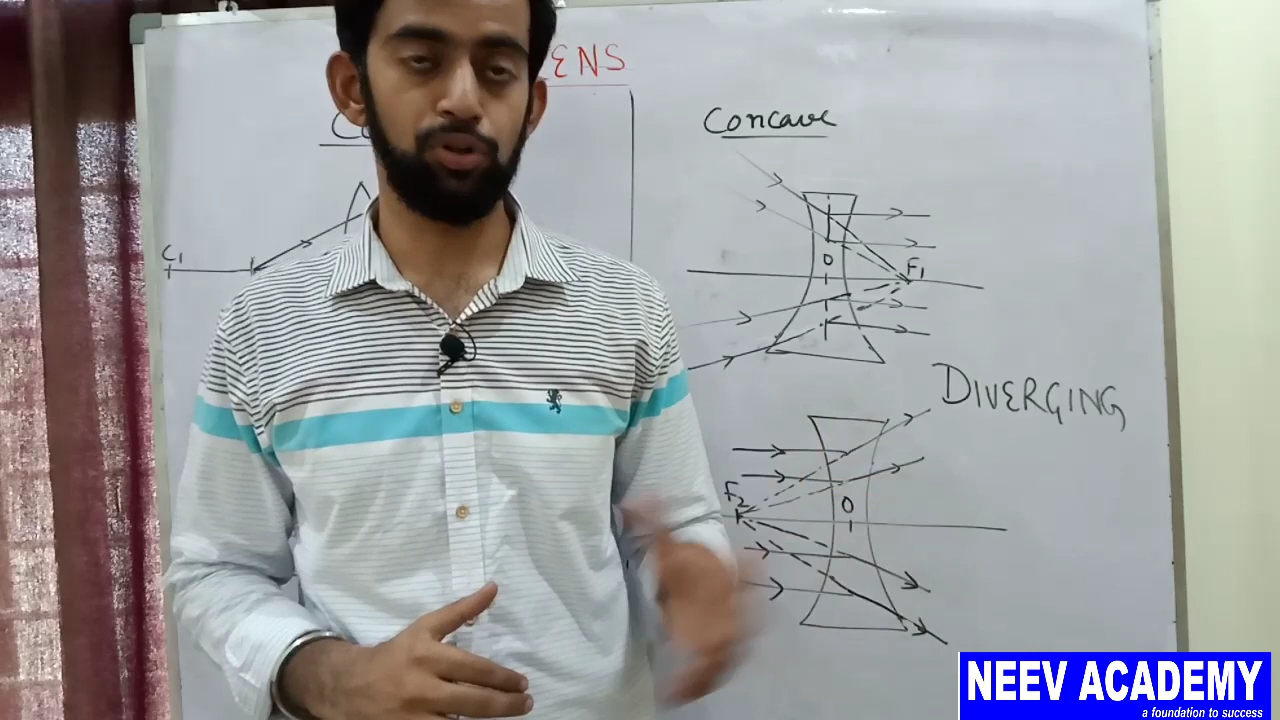 ENS
Concave
C1
O
F1
DIVERGING
F2
O
NEEV ACADEMY
a foundation to success